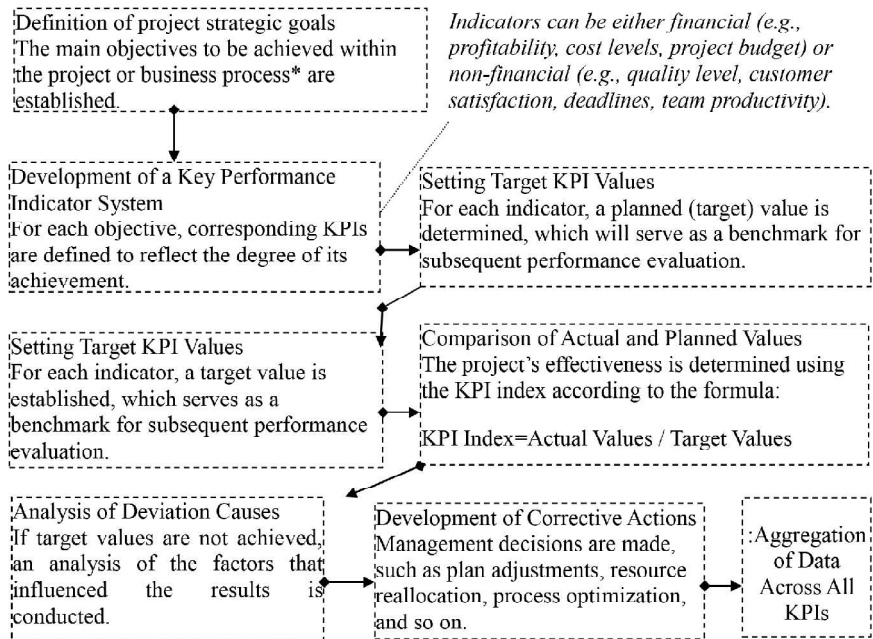 Definition of project strategic goals
The main objectives to be achieved within
the project or business process* are
established.
Indicators can be either financial (e.g.,
profitability, cost levels, project budget) or
non-financial (e.g., quality level, customer
satisfaction, deadlines, team productivity).
Development of a Key Performance
Indicator System
For each objective, corresponding KPIs
are defined to reflect the degree of its
achievement.
Setting Target KPI Values
For each indicator, a planned (target) value is
determined, which will serve as a benchmark for
subsequent performance evaluation.
Setting Target KPI Values
For each indicator, a target value is
established, which serves as a
benchmark for subsequent performance
evaluation.
Comparison of Actual and Planned Values
The project's effectiveness is determined using
the KPI index according to the formula:
KPI Index=Actual Values / Target Values
Analysis of Deviation Causes
If target values are not achieved,
an analysis of the factors that
influenced the results is
conducted.
Development of Corrective Actions
Management decisions are made,
such as plan adjustments, resource
reallocation, process optimization,
and so on.
:Aggregation
of Data
Across All
KPIs